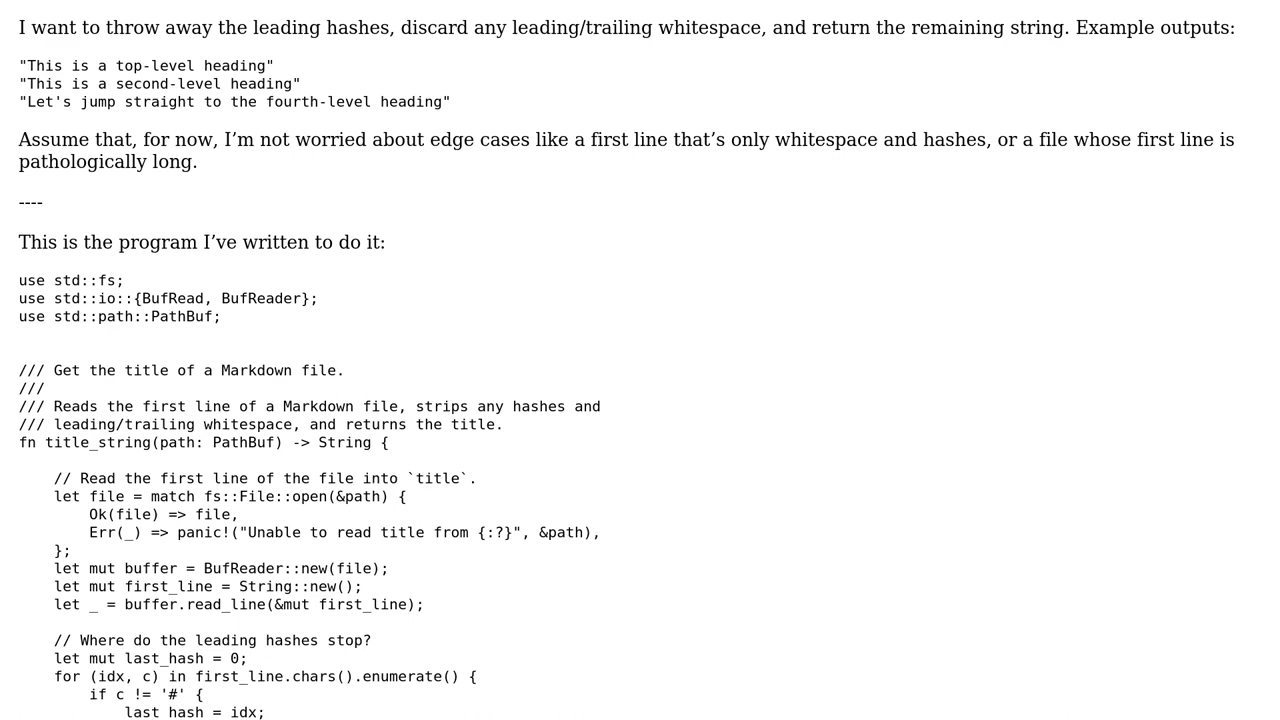 I want to throw away the leading hashes, discard any leading/trailing whitespace, and return the remaining string. Example outputs:
"This is a top-level heading"
"This is a second-level heading"
"Let's jump straight to the fourth-level heading"
Assume that, for now, I’m not worried about edge cases like a first line that’s only whitespace and hashes, or a file whose first line is
pathologically long.
----
This is the program I’ve written to do it:
use std::fs;
use std::io::{BufRead, BufReader};
use std::path::PathBuf;
/// Get the title of a Markdown file.
///
/// Reads the first line of a Markdown file, strips any hashes and
/// leading/trailing whitespace, and returns the title.
fn title_string(path: PathBuf) -> String {
    // Read the first line of the file into `title`.
    let file = match fs::File::open(&path) {
        Ok(file) => file,
        Err(_) => panic!("Unable to read title from {:?}", &path),
    };
    let mut buffer = BufReader::new(file);
    let mut first_line = String::new();
    let _ = buffer.read_line(&mut first_line);
    // Where do the leading hashes stop?
    let mut last_hash = 0;
    for (idx, c) in first_line.chars().enumerate() {
        if c != '#' {
            last_hash = idx;